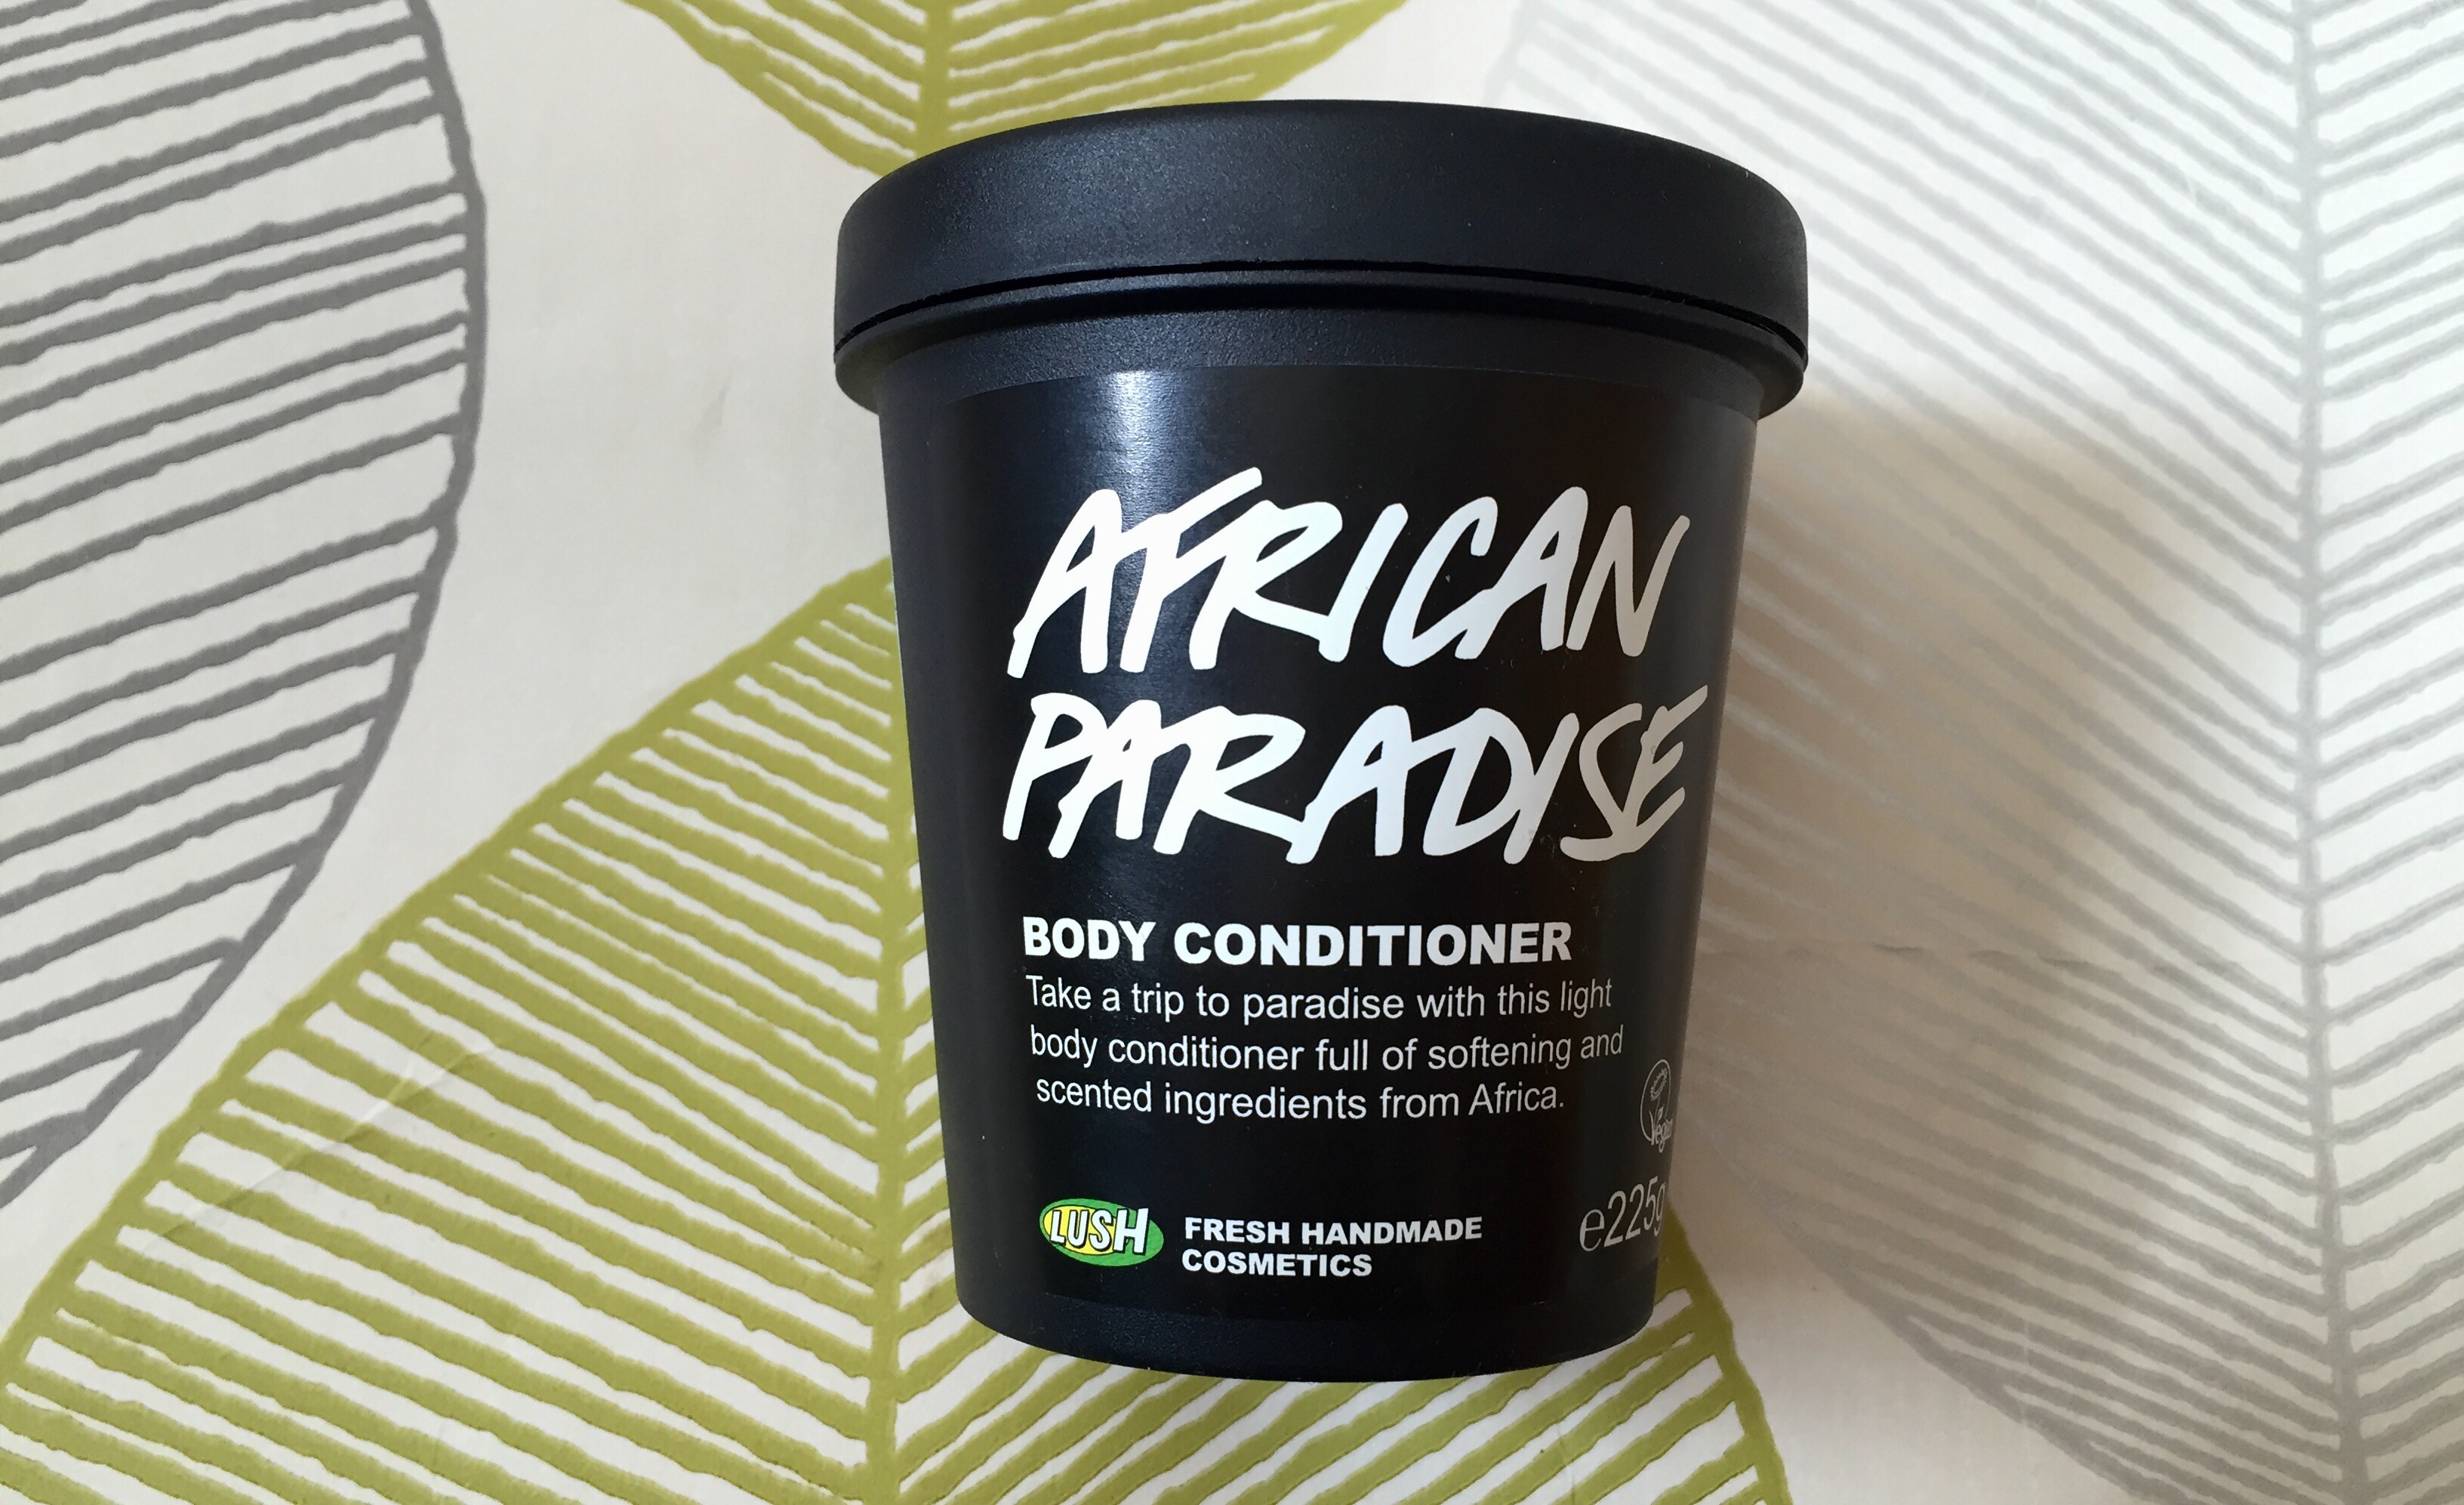 AFRICAN
PARADISE
BODY CONDITIONER
Take a trip to paradise with this light
body conditioner full of softening and
scented ingredients from Africa.
Vegan
LUSH
FRESH HANDMADE
COSMETICS
e225g